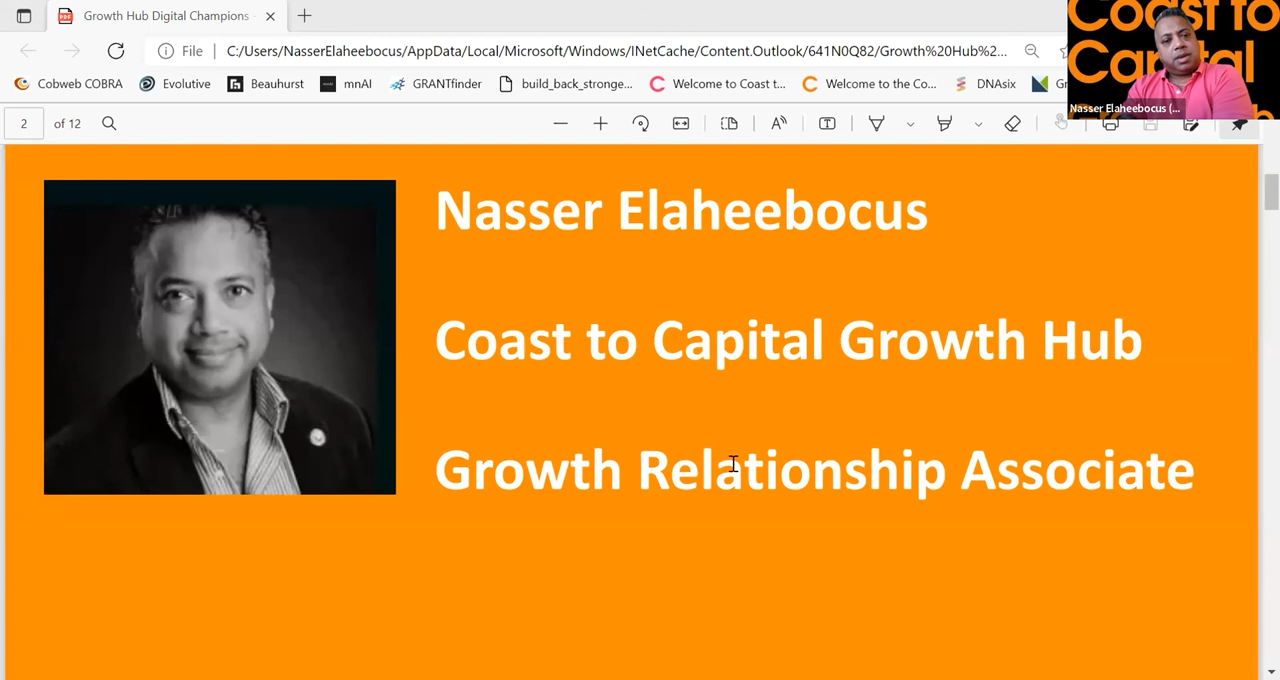 Growth Hub Digital Champions
File
C:/Users/NasserElaheebocus/AppData/Local/Microsoft/Windows/INetCache/Content.Outlook/641N0Q82/Growth%20Hub%2...
Cobweb COBRA
Evolutive
Beauhurst
mnAI
GRANTfinder
build_back_stronge...
Welcome to Coast t...
Welcome to the Co...
DNAsix
Gr
Coast to
Capital
Nasser Elaheebocus (...
2 of 12
Nasser Elaheebocus
Coast to Capital Growth Hub
Growth Relationship Associate